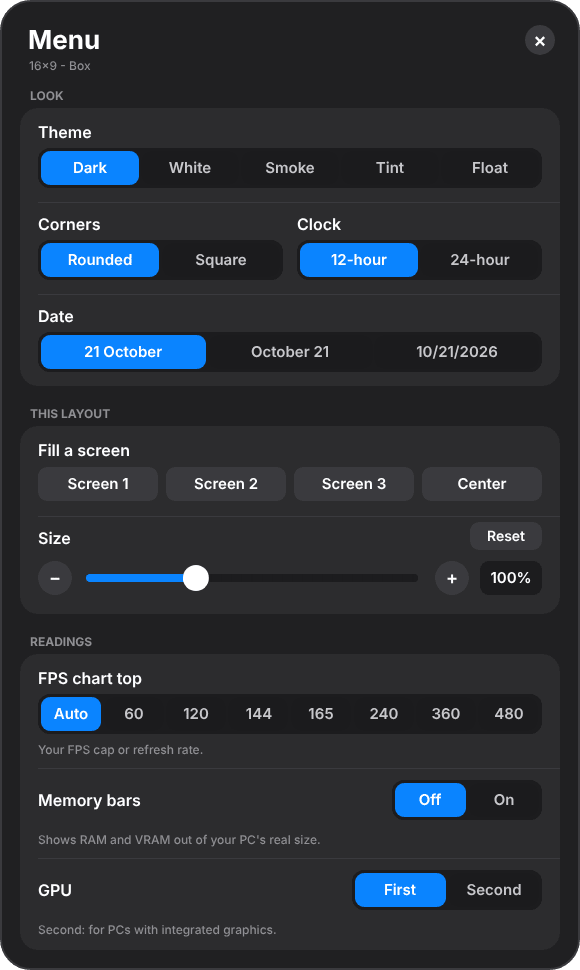 Menu
×
16×9 - Box
LOOK
Theme
Dark White Smoke Tint Float
Corners Clock
Rounded Square 12-hour 24-hour
Date
21 October October 21 10/21/2026
THIS LAYOUT
Fill a screen
Screen 1 Screen 2 Screen 3 Center
Size Reset
− + 100%
READINGS
FPS chart top
Auto 60 120 144 165 240 360 480
Your FPS cap or refresh rate.
Memory bars Off On
Shows RAM and VRAM out of your PC's real size.
GPU First Second
Second: for PCs with integrated graphics.